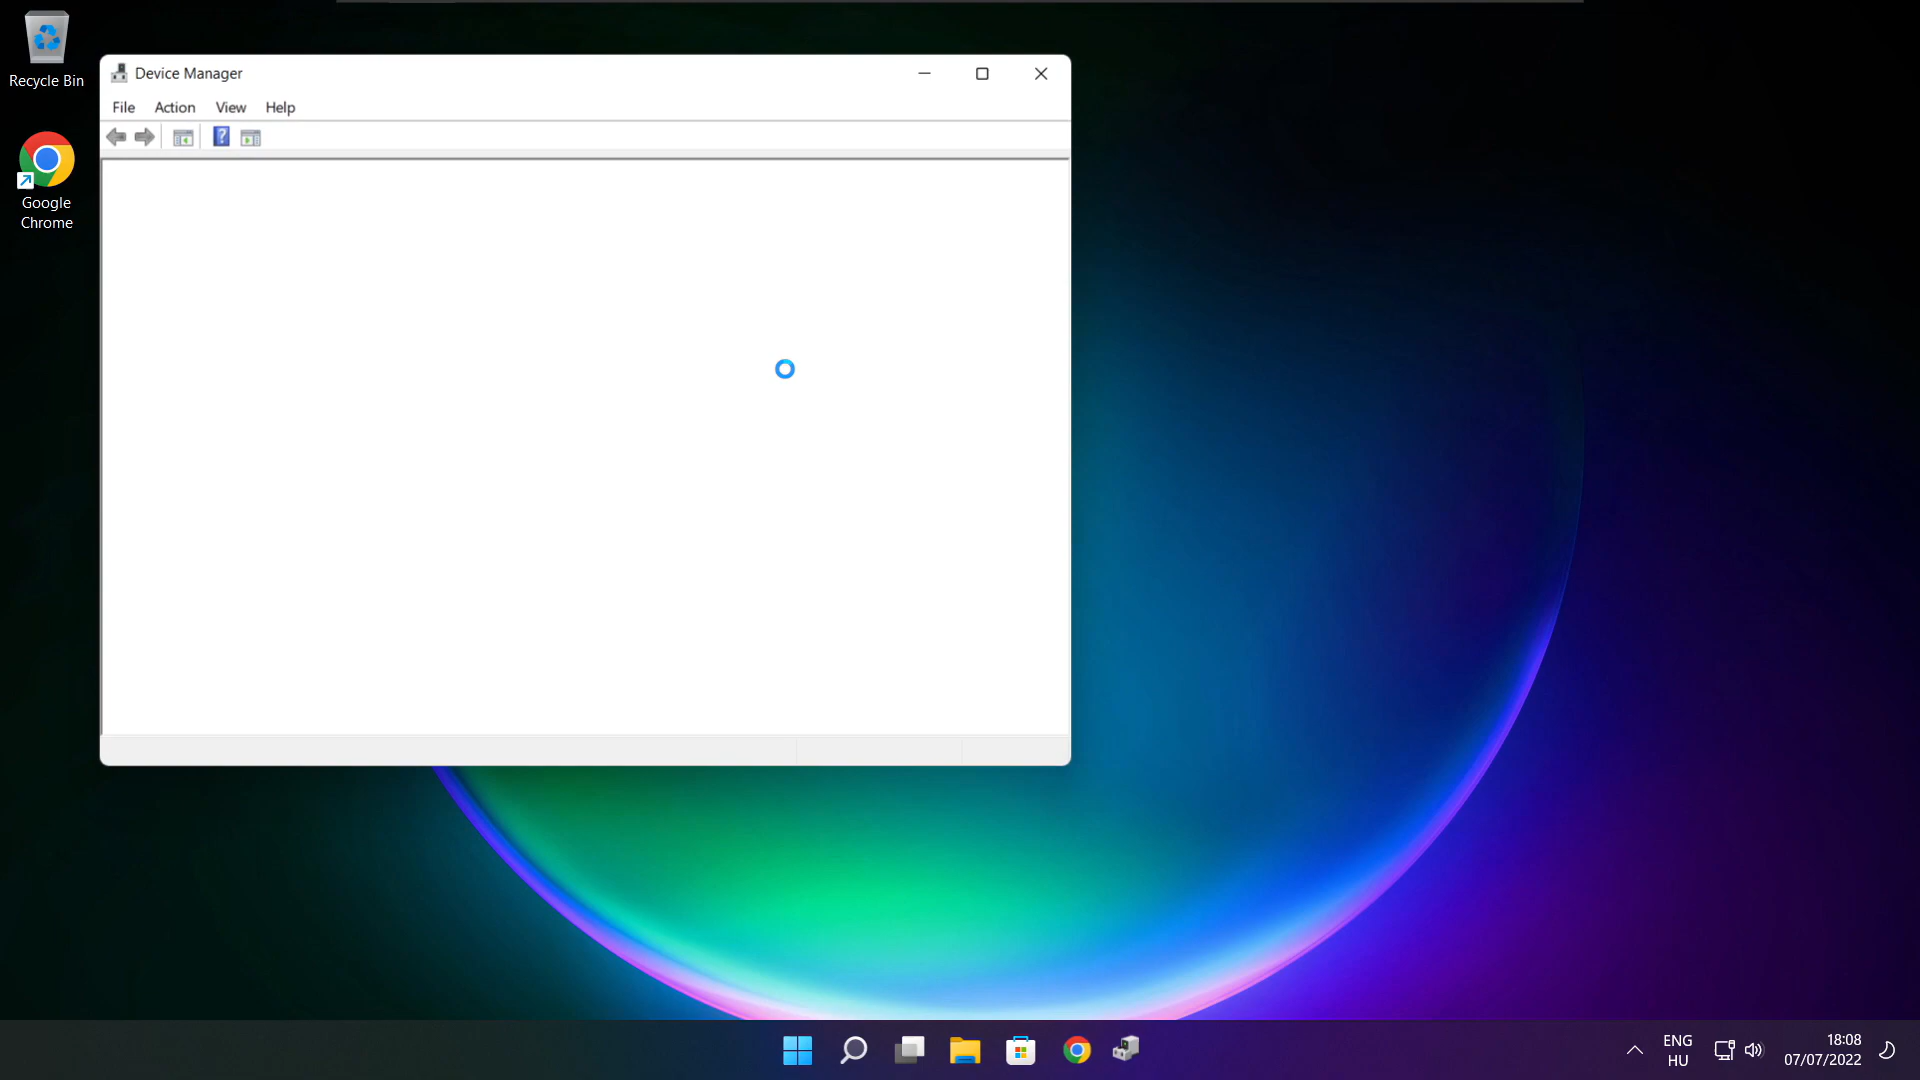 Recycle Bin
Google
Chrome
Device Manager
File Action View Help
?
ENG
HU
18:08
07/07/2022